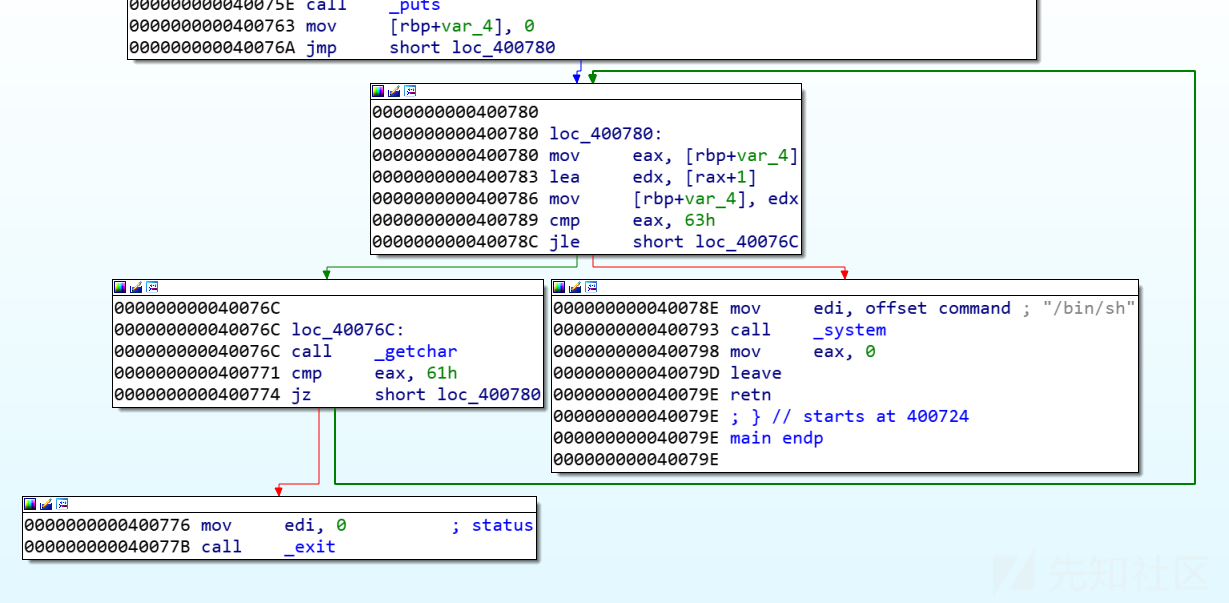 000000000040075E call    _puts
0000000000400763 mov     [rbp+var_4], 0
000000000040076A jmp     short loc_400780
0000000000400780
0000000000400780 loc_400780:
0000000000400780 mov     eax, [rbp+var_4]
0000000000400783 lea     edx, [rax+1]
0000000000400786 mov     [rbp+var_4], edx
0000000000400789 cmp     eax, 63h
000000000040078C jle     short loc_40076C
000000000040076C
000000000040076C loc_40076C:
000000000040076C call    _getchar
0000000000400771 cmp     eax, 61h
0000000000400774 jz      short loc_400780
000000000040078E mov     edi, offset command ; "/bin/sh"
0000000000400793 call    _system
0000000000400798 mov     eax, 0
000000000040079D leave
000000000040079E retn
000000000040079E ; } // starts at 400724
000000000040079E main endp
000000000040079E
0000000000400776 mov     edi, 0          ; status
000000000040077B call    _exit
先知社区